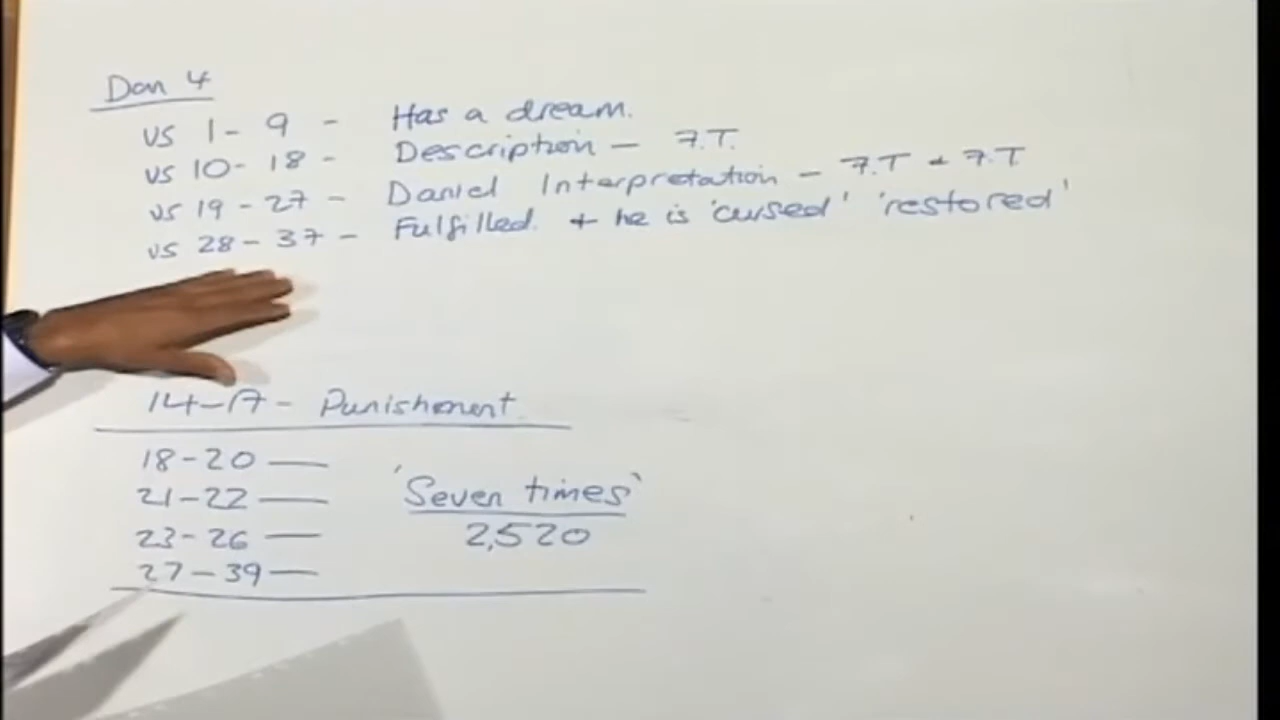 Dan 4
vs 1-9 - Has a dream.
vs 10-18 - Description - 7.T.
vs 19-27 - Daniel Interpretation - 7.T + 7.T
vs 28-37 - Fulfilled. + he is 'cursed' 'restored'
14-17 - Punishment
18-20 —
21-22 —
23-26 —
27-39 —
'Seven times'
2,520